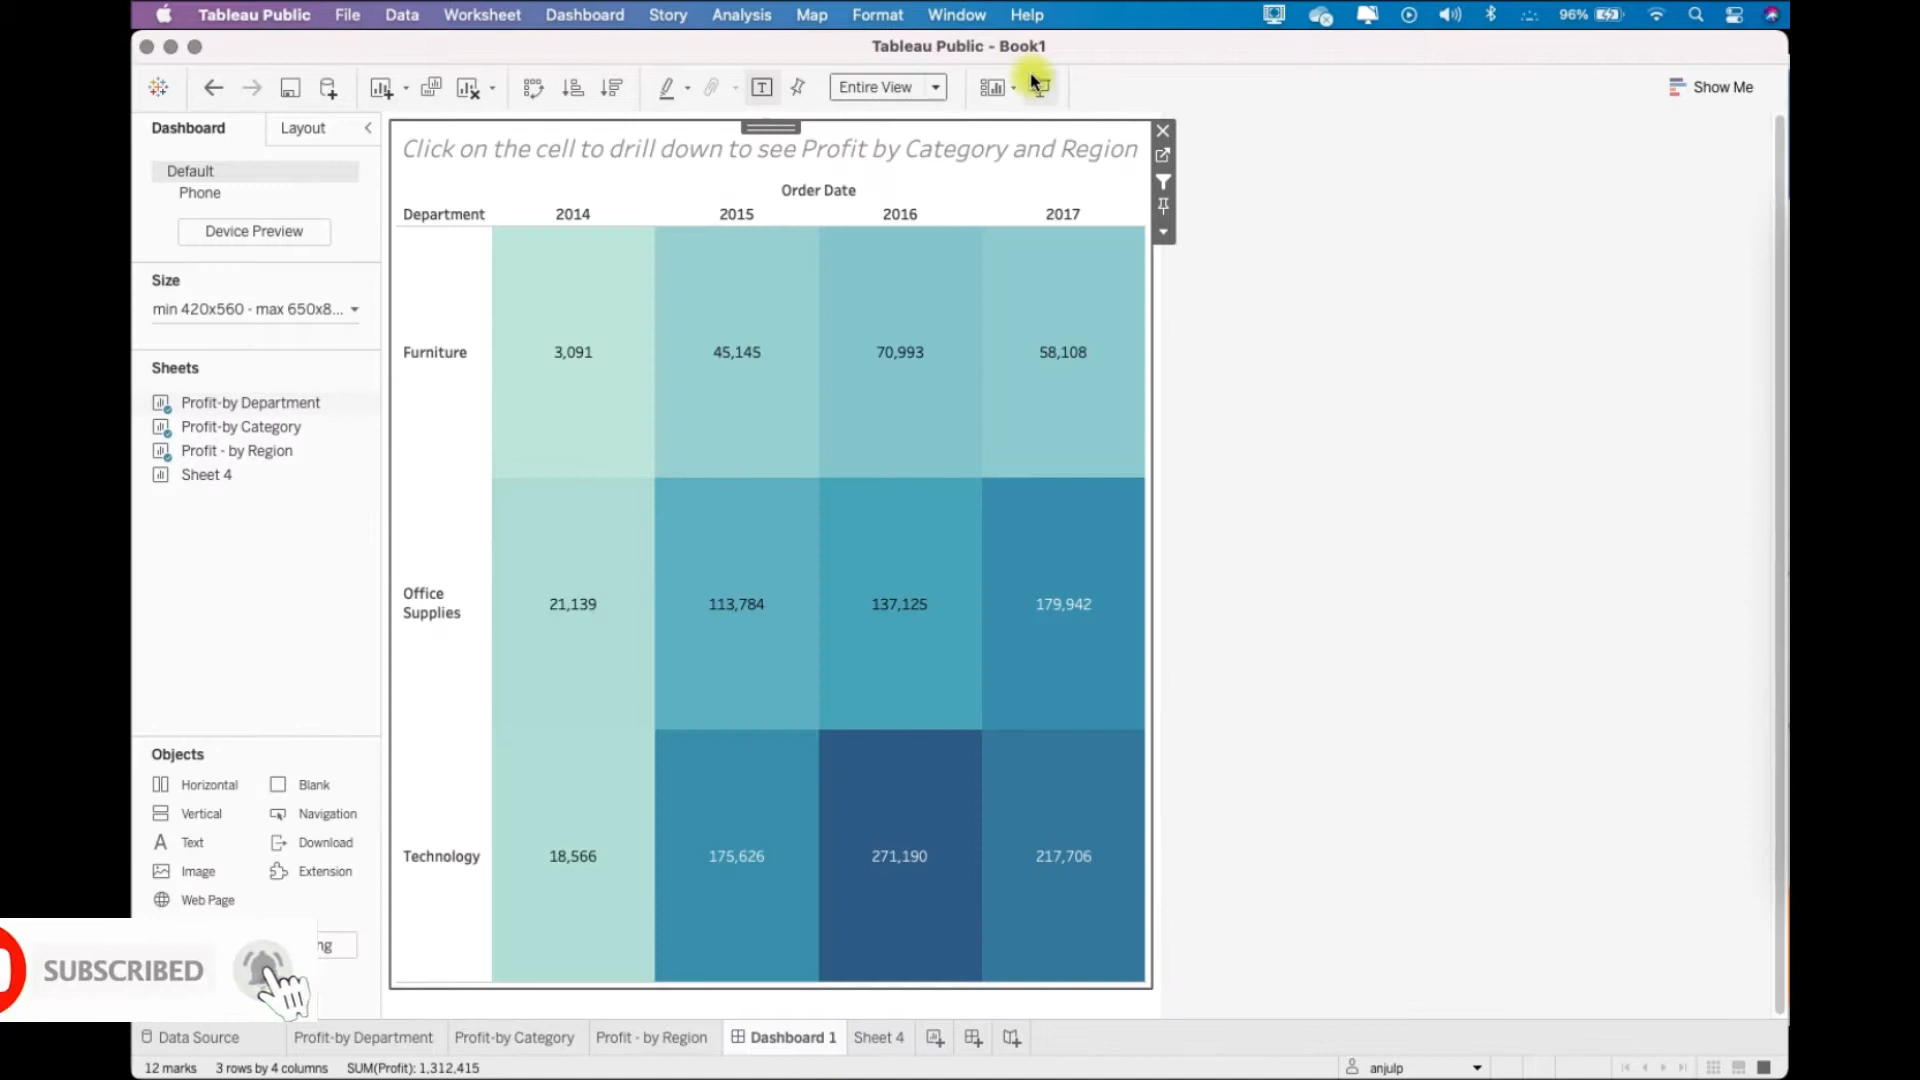 Tableau Public File Data Worksheet Dashboard Story Analysis Map Format Window Help 96%
Tableau Public - Book1
Entire View Show Me
Dashboard Layout
Default
Phone
Device Preview
Size
min 420x560 - max 650x8...
Sheets
Profit-by Department
Profit-by Category
Profit - by Region
Sheet 4
Objects
Horizontal Blank
Vertical Navigation
Text Download
Image Extension
Web Page
ng
SUBSCRIBED
Click on the cell to drill down to see Profit by Category and Region
Order Date
Department 2014 2015 2016 2017
Furniture 3,091 45,145 70,993 58,108
Office
Supplies 21,139 113,784 137,125 179,942
Technology 18,566 175,626 271,190 217,706
Data Source Profit-by Department Profit-by Category Profit - by Region Dashboard 1 Sheet 4
12 marks 3 rows by 4 columns SUM(Profit): 1,312,415 anjulp